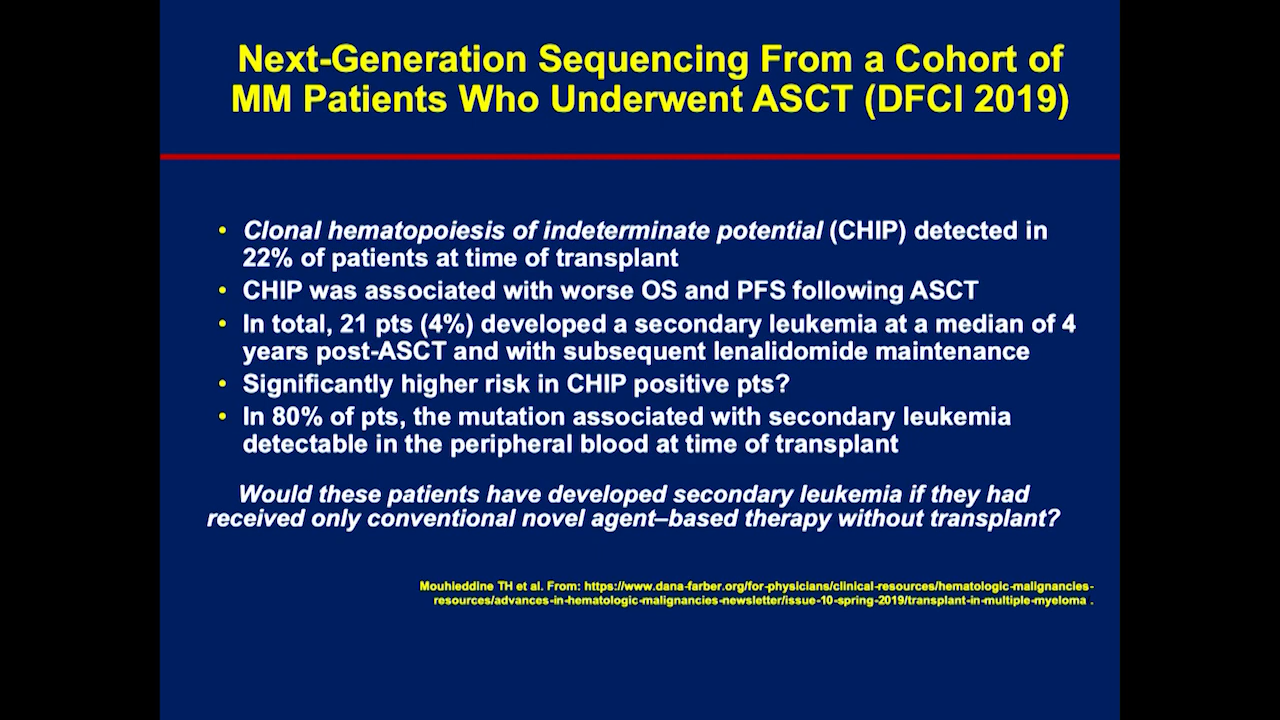 Next-Generation Sequencing From a Cohort of
MM Patients Who Underwent ASCT (DFCI 2019)
• Clonal hematopoiesis of indeterminate potential (CHIP) detected in
22% of patients at time of transplant
• CHIP was associated with worse OS and PFS following ASCT
• In total, 21 pts (4%) developed a secondary leukemia at a median of 4
years post-ASCT and with subsequent lenalidomide maintenance
• Significantly higher risk in CHIP positive pts?
• In 80% of pts, the mutation associated with secondary leukemia
detectable in the peripheral blood at time of transplant
Would these patients have developed secondary leukemia if they had
received only conventional novel agent–based therapy without transplant?
Mouhieddine TH et al. From: https://www.dana-farber.org/for-physicians/clinical-resources/hematologic-malignancies-
resources/advances-in-hematologic-malignancies-newsletter/issue-10-spring-2019/transplant-in-multiple-myeloma .